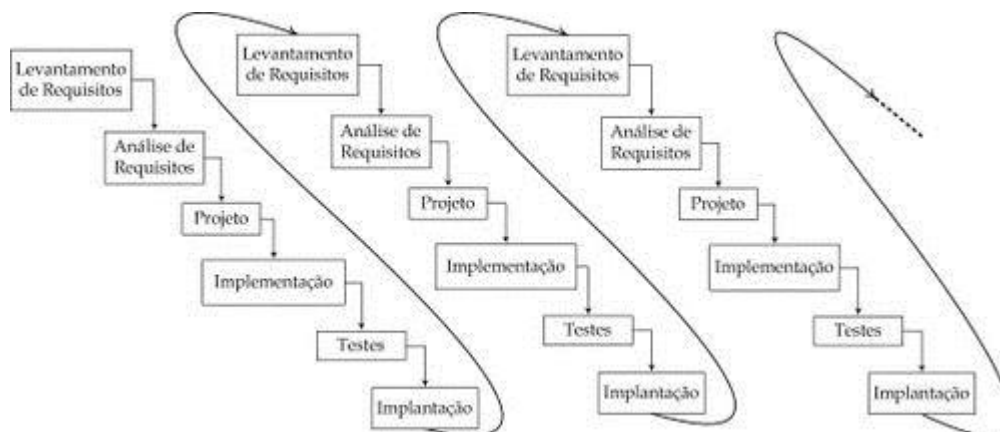 Levantamento
de Requisitos
Análise de
Requisitos
Projeto
Implementação
Testes
Implantação
Levantamento
de Requisitos
Análise de
Requisitos
Projeto
Implementação
Testes
Implantação
Levantamento
de Requisitos
Análise de
Requisitos
Projeto
Implementação
Testes
Implantação